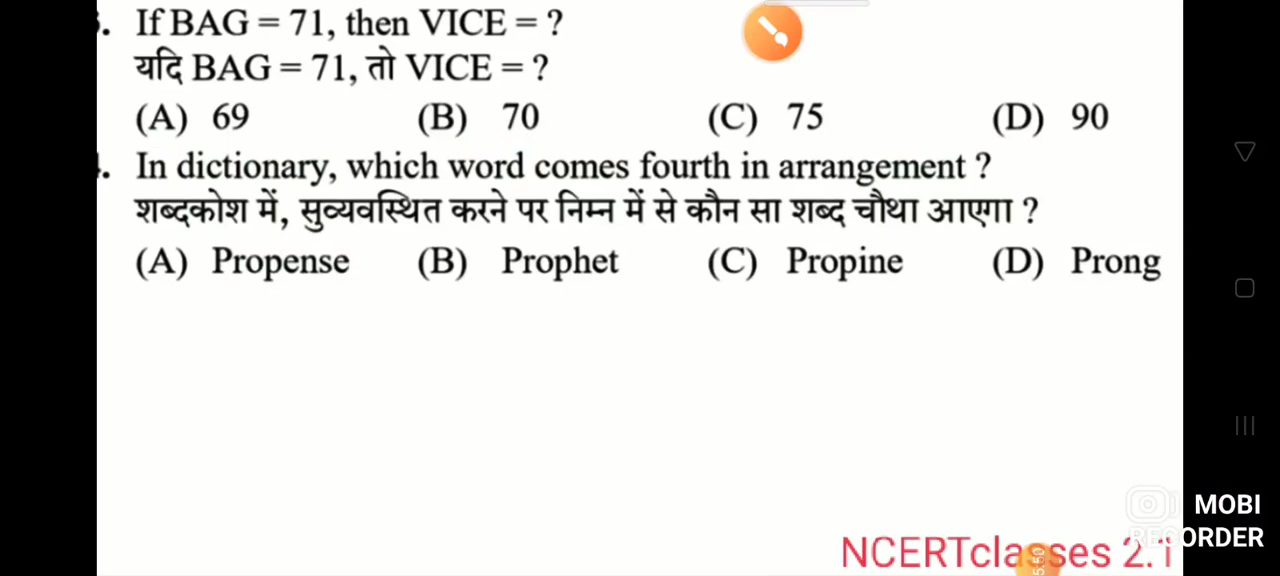 . If BAG = 71, then VICE = ?
यदि BAG = 71, तो VICE = ?
(A) 69 (B) 70 (C) 75 (D) 90
. In dictionary, which word comes fourth in arrangement ?
शब्दकोश में, सुव्यवस्थित करने पर निम्न में से कौन सा शब्द चौथा आएगा ?
(A) Propense (B) Prophet (C) Propine (D) Prong
MOBI
RECORDER
NCERTclasses 2.1